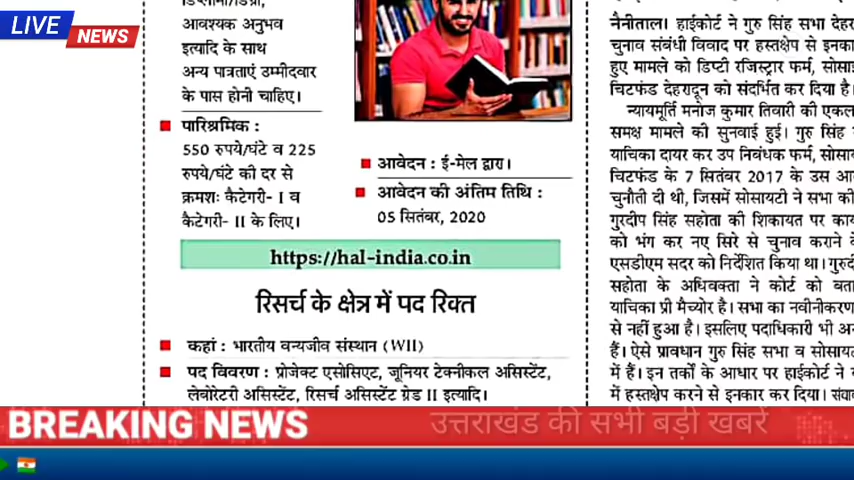 LIVE
NEWS
डिप्लोमा/डिग्री,
आवश्यक अनुभव
इत्यादि के साथ
अन्य पात्रताएं उम्मीदवार
के पास होनी चाहिए।
पारिश्रमिक :
550 रुपये/घंटे व 225
रुपये/घंटे की दर से
क्रमशः कैटेगरी- I व
कैटेगरी- II के लिए।
आवेदन : ई-मेल द्वारा।
आवेदन की अंतिम तिथि :
05 सितंबर, 2020
https://hal-india.co.in
रिसर्च के क्षेत्र में पद रिक्त
कहां : भारतीय वन्यजीव संस्थान (WII)
पद विवरण : प्रोजेक्ट एसोसिएट, जूनियर टेक्नीकल असिस्टेंट,
लेबोरेटरी असिस्टेंट, रिसर्च असिस्टेंट ग्रेड II इत्यादि।
नैनीताल। हाईकोर्ट ने गुरु सिंह सभा देहर
चुनाव संबंधी विवाद पर हस्तक्षेप से इनका
हुए मामले को डिप्टी रजिस्ट्रार फर्म, सोसाइ
चिटफंड देहरादून को संदर्भित कर दिया है।
न्यायमूर्ति मनोज कुमार तिवारी की एकल
समक्ष मामले की सुनवाई हुई। गुरु सिंह
याचिका दायर कर उप निबंधक फर्म, सोसाय
चिटफंड के 7 सितंबर 2017 के उस आ
चुनौती दी थी, जिसमें सोसायटी ने सभा की
गुरदीप सिंह सहोता की शिकायत पर काय
को भंग कर नए सिरे से चुनाव कराने
एसडीएम सदर को निर्देशित किया था। गुरदी
सहोता के अधिवक्ता ने कोर्ट को बता
याचिका प्री मैच्योर है। सभा का नवीनीकरण
से नहीं हुआ है। इसलिए पदाधिकारी भी अ
हैं। ऐसे प्रावधान गुरु सिंह सभा व सोसाय
में हैं। इन तर्कों के आधार पर हाईकोर्ट ने
में हस्तक्षेप करने से इनकार कर दिया। संवा
BREAKING NEWS
उत्तराखंड की सभी बड़ी खबरें